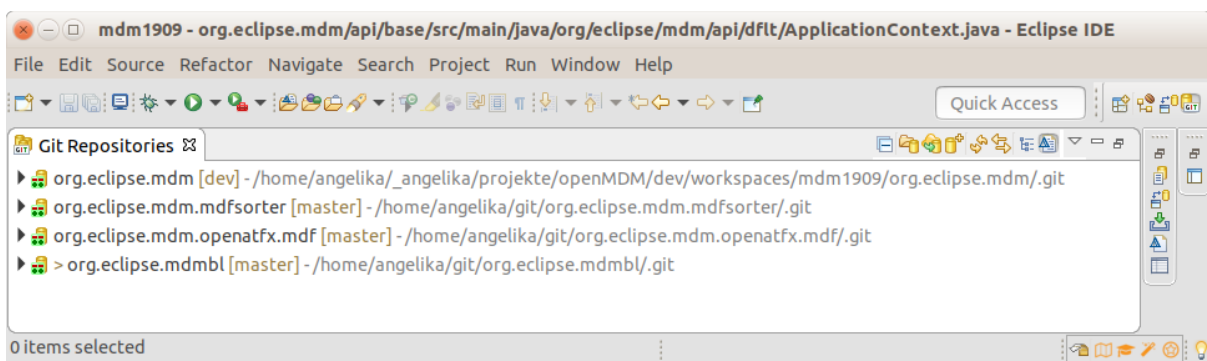 mdm1909 - org.eclipse.mdm/api/base/src/main/java/org/eclipse/mdm/api/dflt/ApplicationContext.java - Eclipse IDE
File Edit Source Refactor Navigate Search Project Run Window Help
Quick Access
GIT Git Repositories
org.eclipse.mdm [dev] - /home/angelika/_angelika/projekte/openMDM/dev/workspaces/mdm1909/org.eclipse.mdm/.git
org.eclipse.mdm.mdfsorter [master] - /home/angelika/git/org.eclipse.mdm.mdfsorter/.git
org.eclipse.mdm.openatfx.mdf [master] - /home/angelika/git/org.eclipse.mdm.openatfx.mdf/.git
> org.eclipse.mdmbl [master] - /home/angelika/git/org.eclipse.mdmbl/.git
0 items selected